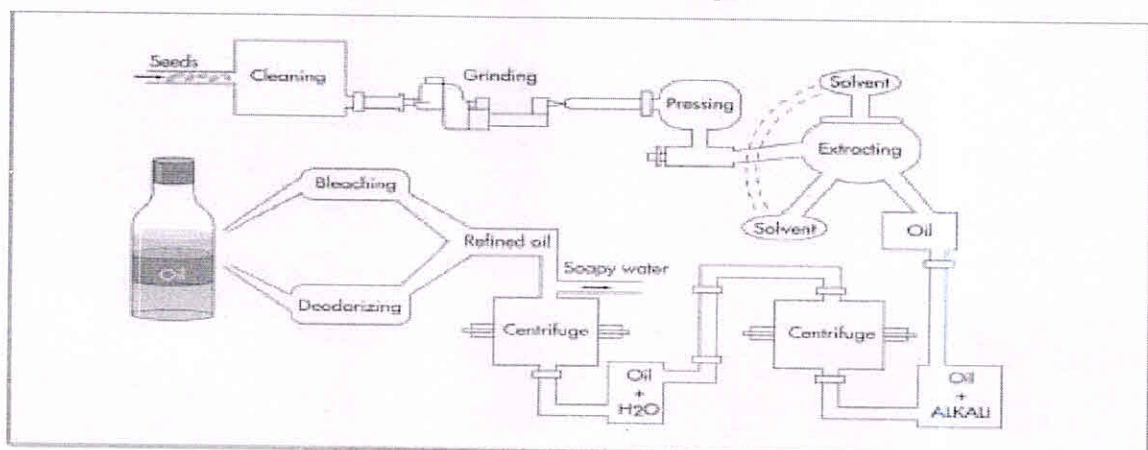 Seeds
Cleaning
Grinding
Pressing
Solvent
Extracting
Solvent
Oil
Oil
+
ALKALI
Centrifuge
Oil
+
H2O
Centrifuge
Soapy water
Refined oil
Bleaching
Deodorizing
Oil